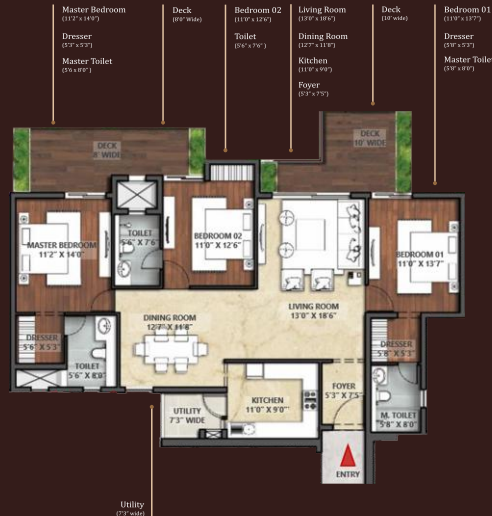 Master Bedroom
(11'2" x 14'0")
Dresser
(5'3" x 5'3")
Master Toilet
(5'6 x 8'0")
Deck
(8'0" Wide)
Bedroom 02
(11'0" x 12'6")
Toilet
(5'6" x 7'6")
Living Room
(13'0" x 18'6")
Dining Room
(12'7" x 11'8")
Kitchen
(11'0" x 9'0")
Foyer
(5'3" x 7'5")
Deck
(10' wide)
Bedroom 01
(11'0" x 13'7")
Dresser
(5'8" x 5'3")
Master Toilet
(5'8" x 8'0")
DECK
8' WIDE
DECK
10' WIDE
TOILET
5'6" X 7'6"
BEDROOM 02
11'0" X 12'6"
MASTER BEDROOM
11'2" X 14'0"
BEDROOM 01
11'0" X 13'7"
LIVING ROOM
13'0" X 18'6"
DINING ROOM
12'7" X 11'8"
DRESSER
5'6" X 5'3"
TOILET
5'6" X 8'0"
DRESSER
5'8" X 5'3"
FOYER
5'3" X 7'5"
KITCHEN
11'0" X 9'0"
UTILITY
7'3" WIDE
M. TOILET
5'8" X 8'0"
ENTRY
Utility
(7'3" wide)